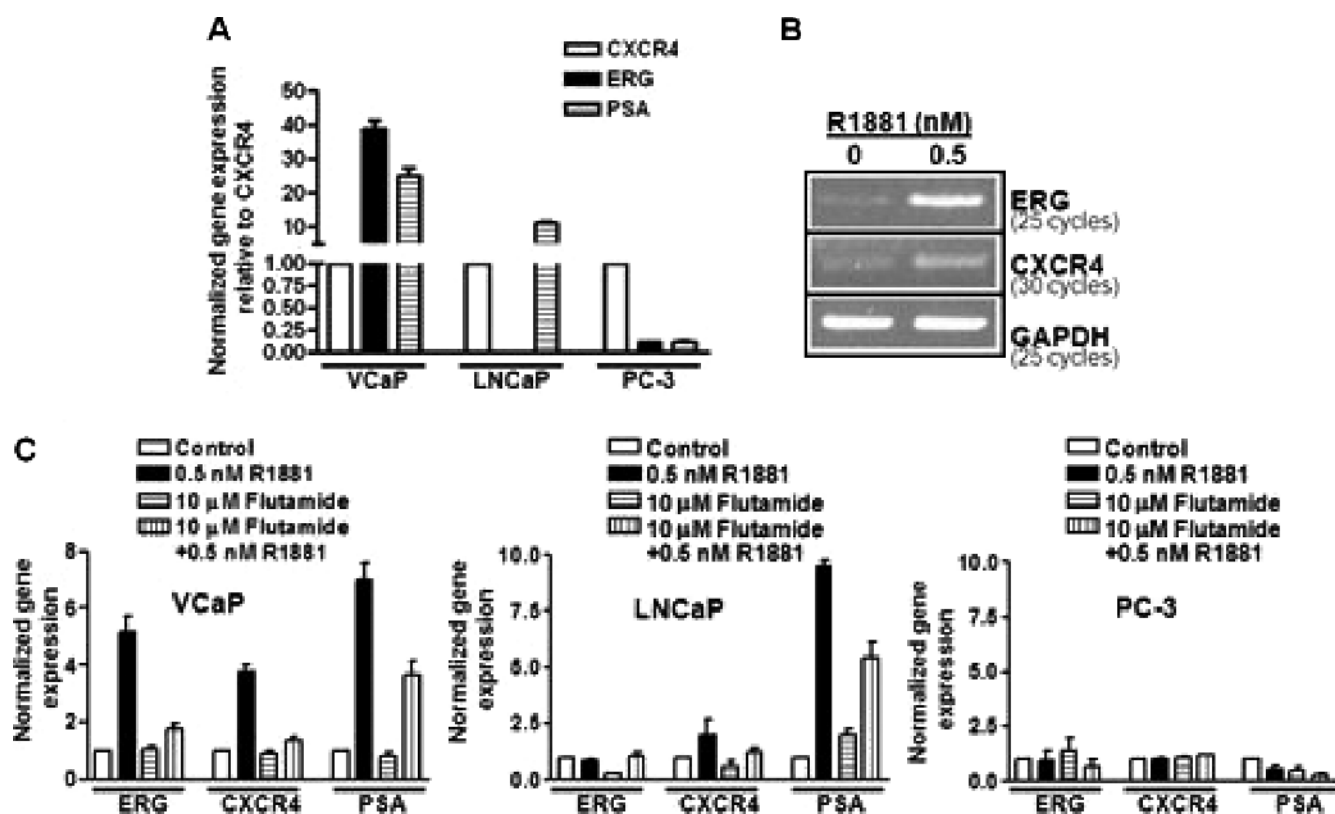 A
CXCR4
ERG
PSA
Normalized gene expression
relative to CXCR4
50
40
30
20
10
1.00
0.75
0.50
0.25
0.00
VCaP
LNCaP
PC-3
B
R1881 (nM)
0 0.5
ERG
(25 cycles)
CXCR4
(30 cycles)
GAPDH
(25 cycles)
C
Control
0.5 nM R1881
10 µM Flutamide
10 µM Flutamide
+0.5 nM R1881
Normalized gene
expression
8
6
4
2
0
VCaP
ERG
CXCR4
PSA
Control
0.5 nM R1881
10 µM Flutamide
10 µM Flutamide
+0.5 nM R1881
Normalized gene
expression
10.0
7.5
5.0
2.5
0.0
LNCaP
ERG
CXCR4
PSA
Control
0.5 nM R1881
10 µM Flutamide
10 µM Flutamide
+0.5 nM R1881
Normalized gene
expression
10.0
7.5
5.0
2.5
0.0
PC-3
ERG
CXCR4
PSA